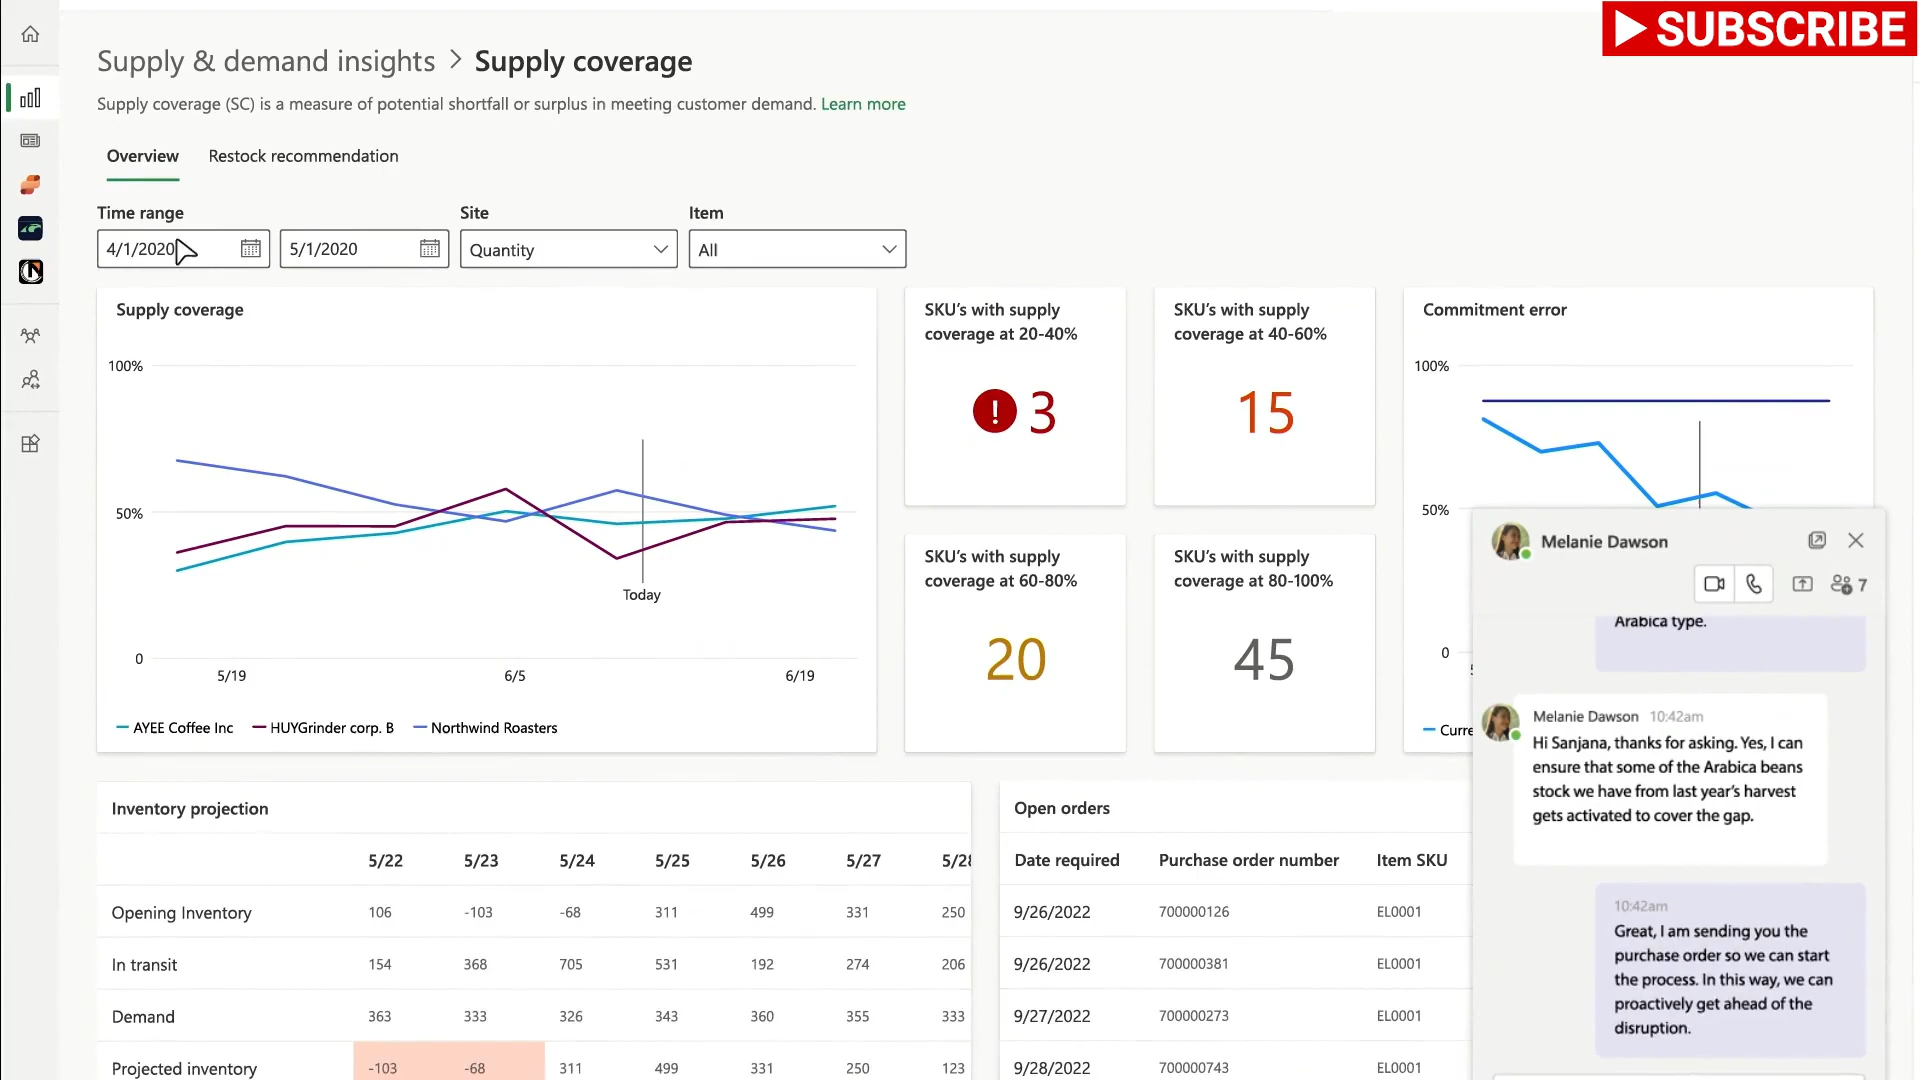 SUBSCRIBE
Supply & demand insights > Supply coverage
Supply coverage (SC) is a measure of potential shortfall or surplus in meeting customer demand. Learn more
Overview Restock recommendation
Time range Site Item
4/1/2020 5/1/2020 Quantity All
Supply coverage
100%
50%
0
Today
5/19 6/5 6/19
AYEE Coffee Inc HUYGrinder corp. B Northwind Roasters
SKU's with supply
coverage at 20-40%
! 3
SKU's with supply
coverage at 40-60%
15
SKU's with supply
coverage at 60-80%
20
SKU's with supply
coverage at 80-100%
45
Commitment error
100%
50%
0
Inventory projection
5/22 5/23 5/24 5/25 5/26 5/27 5/28
Opening Inventory 106 -103 -68 311 499 331 250
In transit 154 368 705 531 192 274 206
Demand 363 333 326 343 360 355 333
Projected inventory -103 -68 311 499 331 250 123
Open orders
Date required Purchase order number Item SKU
9/26/2022 700000126 EL0001
9/26/2022 700000381 EL0001
9/27/2022 700000273 EL0001
9/28/2022 700000743 EL0001
Melanie Dawson
7
Arabica type.
Melanie Dawson 10:42am
Hi Sanjana, thanks for asking. Yes, I can
ensure that some of the Arabica beans
stock we have from last year's harvest
gets activated to cover the gap.
10:42am
Great, I am sending you the
purchase order so we can start
the process. In this way, we can
proactively get ahead of the
disruption.